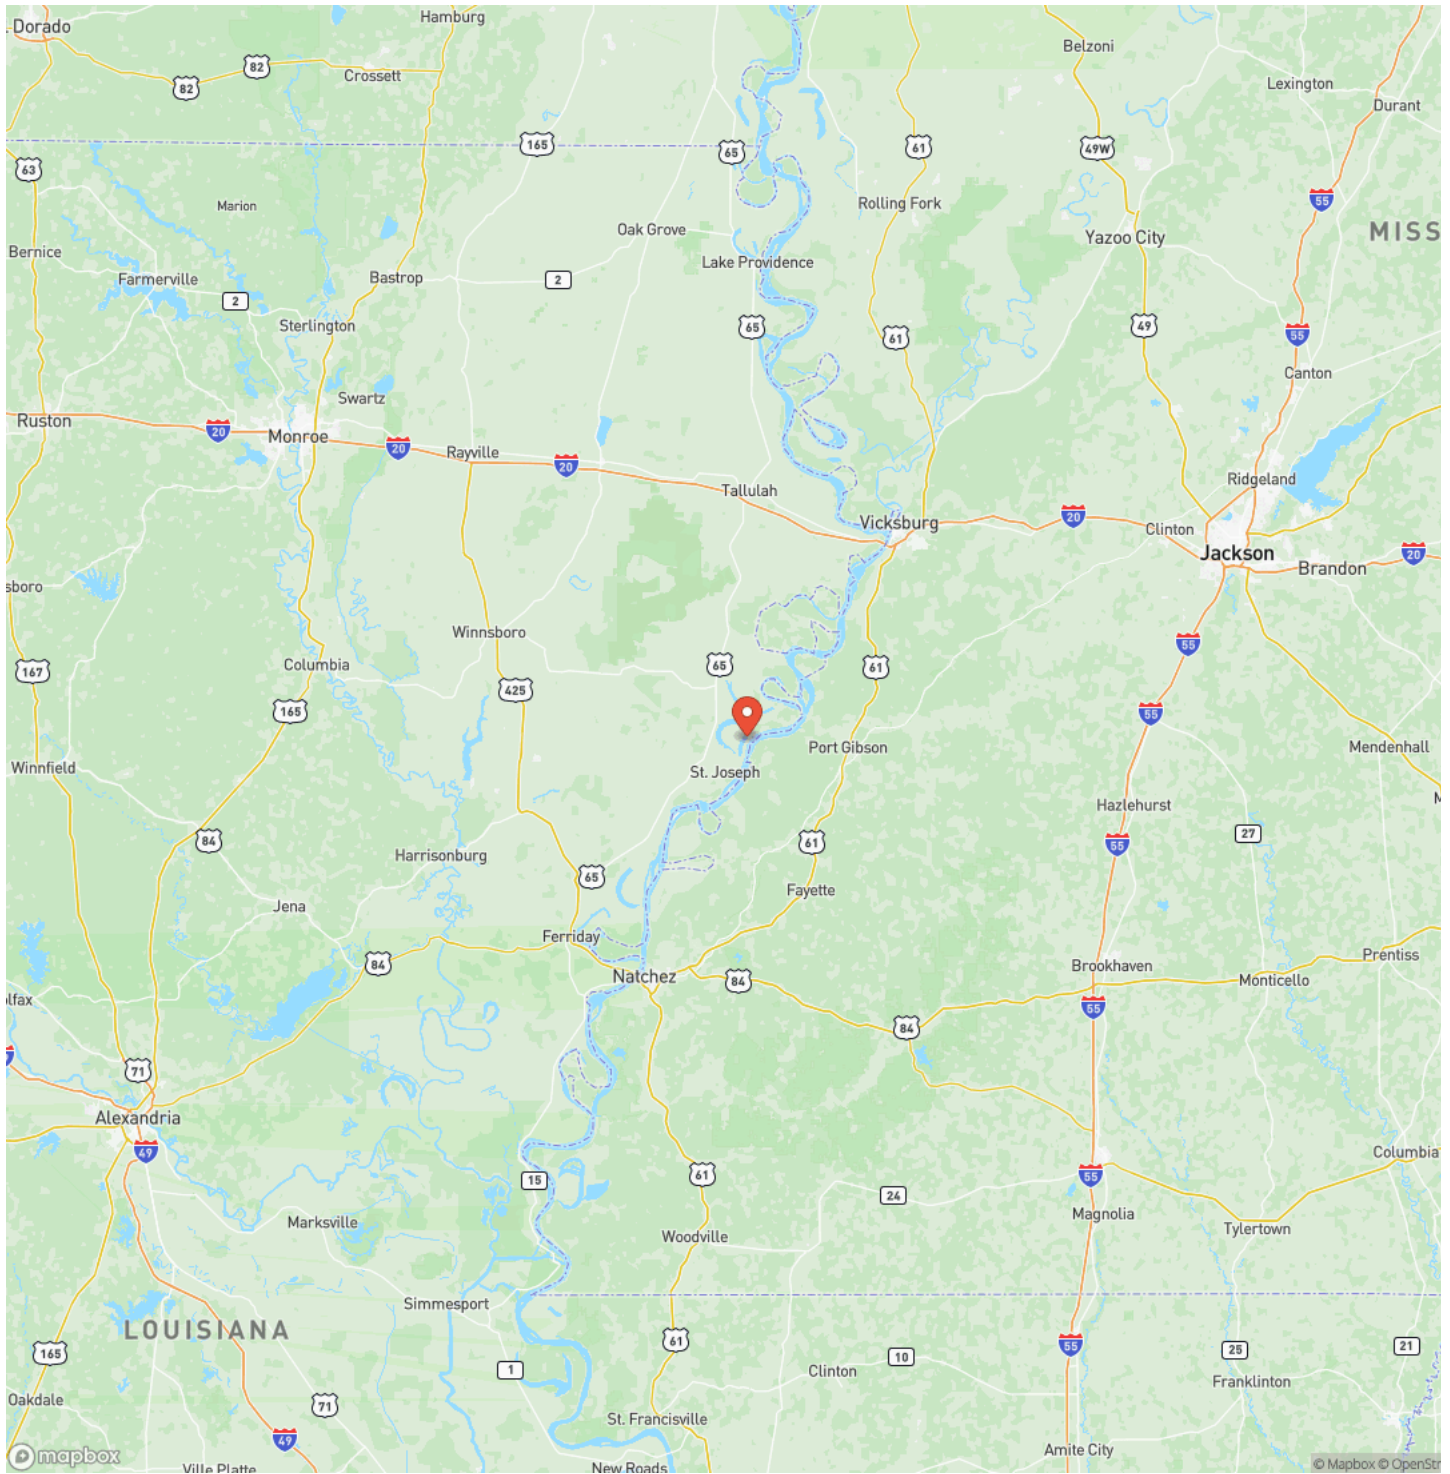 Hamburg
. Dorado
Belzoni
82
82
Crossett
Lexington
Durant
165
65
61
49W
63
55
Marion
Rolling Fork
Oak Grove
MISS
Yazoo City
Bernice
Lake Providence
Farmerville
Bastrop
2
2
Sterlington
65
61
49
55
Canton
Swartz
Ruston
20
Monroe
20
Rayville
20
Ridgeland
Tallulah
Vicksburg
20
Clinton
Jackson
20
Brandon
sboro
Winnsboro
55
Columbia
65
61
167
425
165
55
Port Gibson
Mendenhall
Winnfield
St. Joseph
Hazlehurst
84
61
55
27
Harrisonburg
65
Fayette
Jena
Ferriday
84
Prentiss
Natchez
84
Brookhaven
Monticello
olfax
55
84
71
Alexandria
49
Columbia
15
61
24
55
Marksville
Magnolia
Tylertown
Woodville
Simmesport
LOUISIANA
165
61
55
25
21
1
10
Clinton
Franklinton
Oakdale
71
St. Francisville
49
Amite City
mapbox
Ville Platte
New Roads
© Mapbox © OpenStr